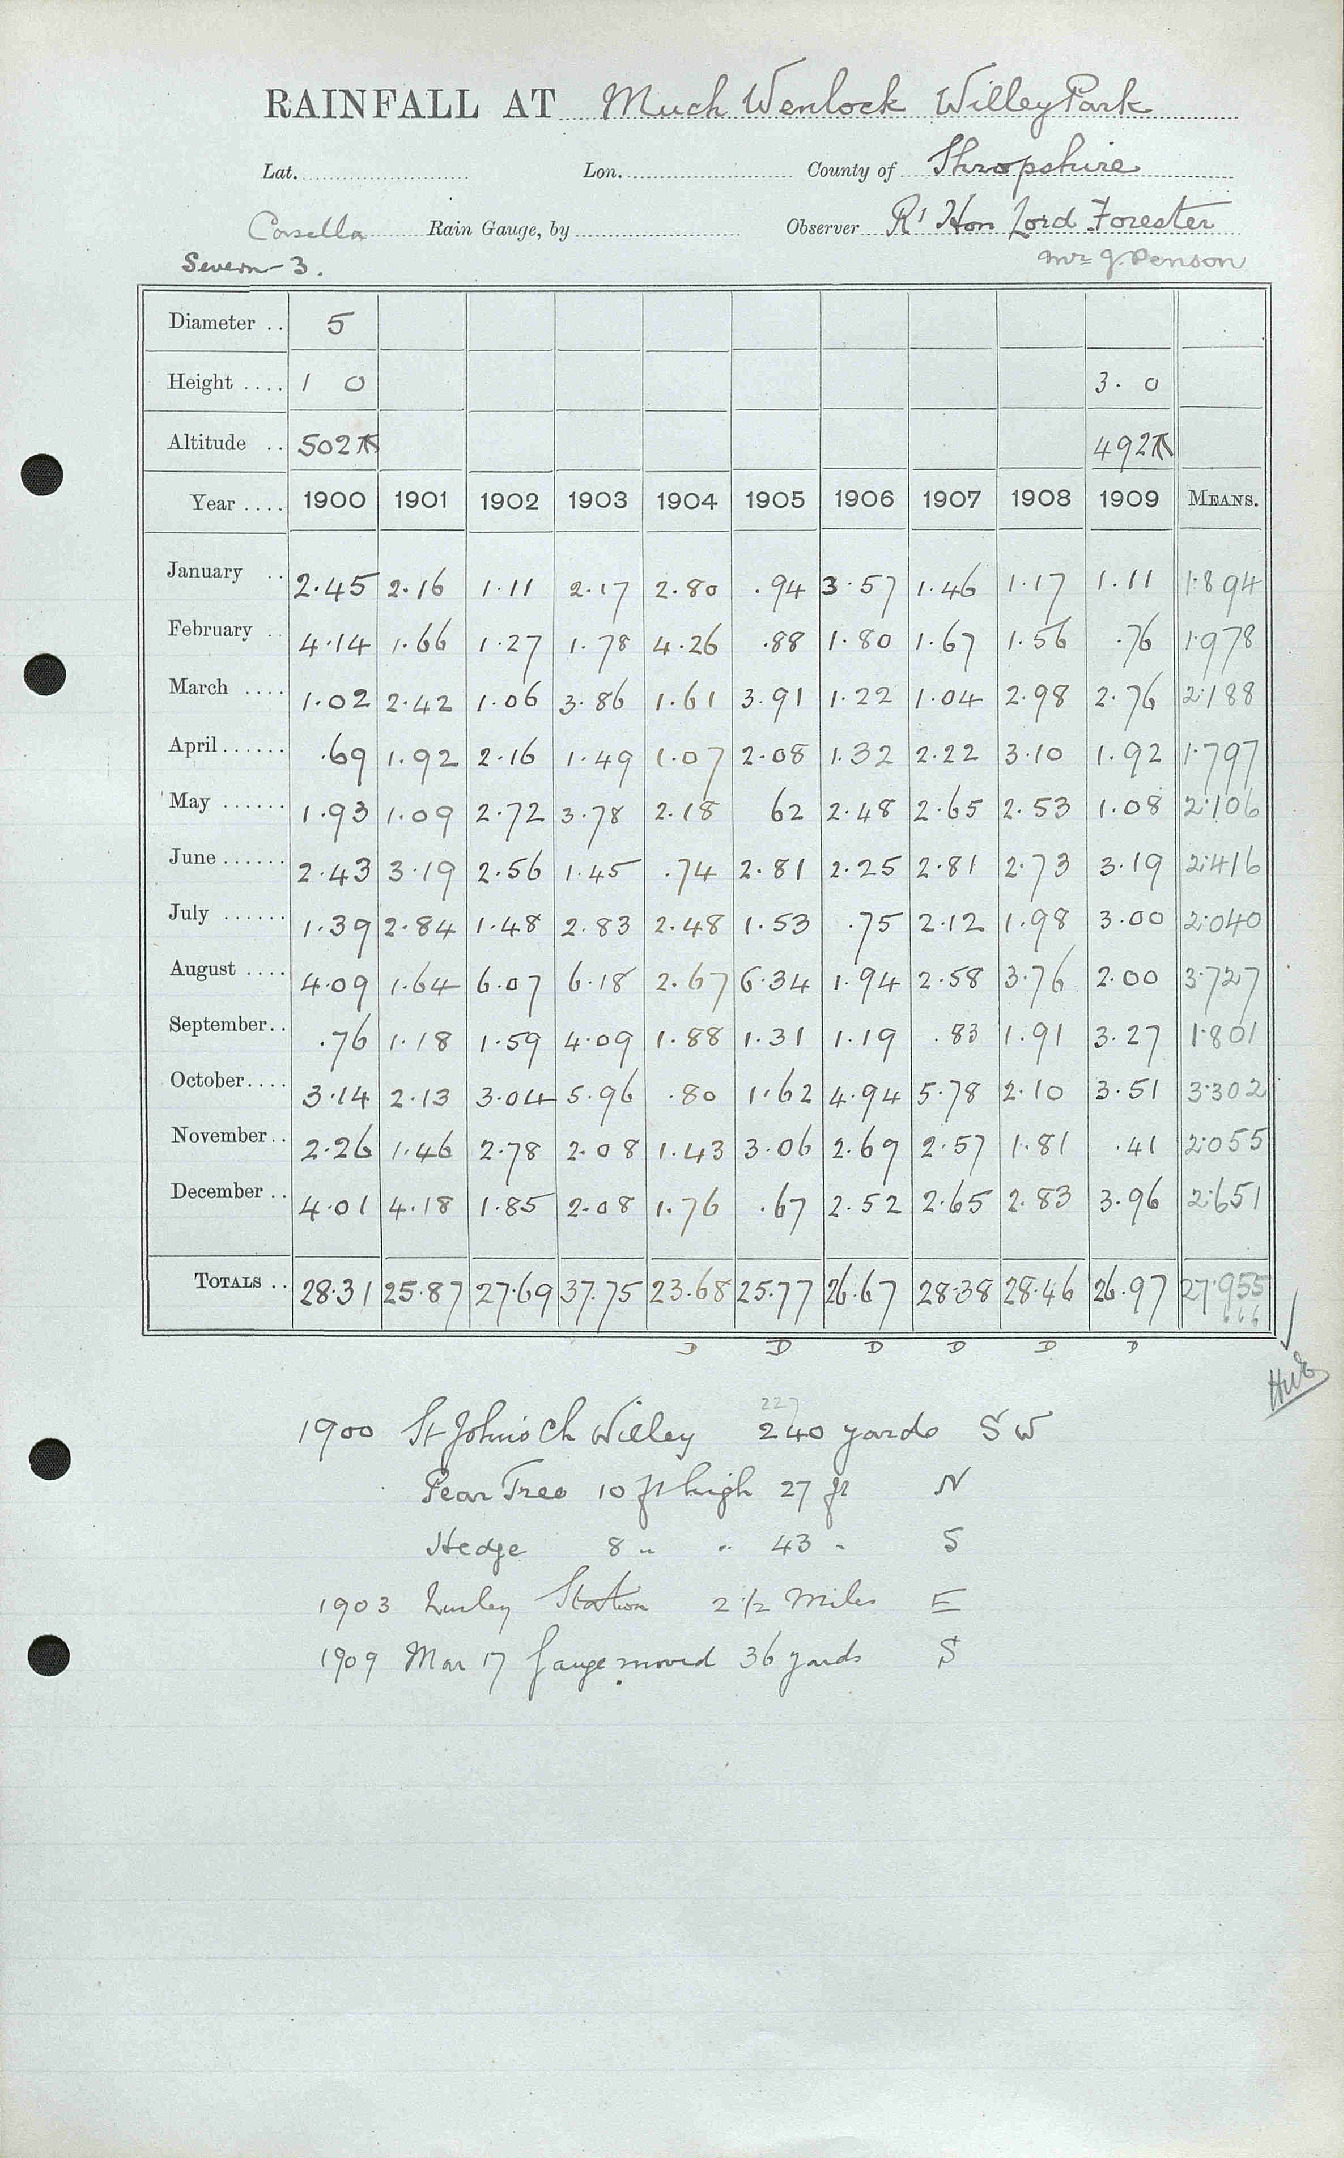 RAINFALL AT Much Wenlock Willey Park
Lat. Lon. County of Shropshire
Casella Rain Gauge, by Observer Rt Hon Lord Forester
Severn-3. Mr J. Penson
Diameter .. 5
Height .... 1 0 3. 0
Altitude .. 502 492
Year .... 1900 1901 1902 1903 1904 1905 1906 1907 1908 1909 MEANS.
January .. 2.45 2.16 1.11 2.17 2.80 .94 3.57 1.46 1.17 1.11 1.894
February .. 4.14 1.66 1.27 1.78 4.26 .88 1.80 1.67 1.56 .76 1.978
March .... 1.02 2.42 1.06 3.86 1.61 3.91 1.22 1.04 2.98 2.76 2.188
April ...... .69 1.92 2.16 1.49 1.07 2.08 1.32 2.22 3.10 1.92 1.797
May ...... 1.93 1.09 2.72 3.78 2.18 62 2.48 2.65 2.53 1.08 2.106
June ...... 2.43 3.19 2.56 1.45 .74 2.81 2.25 2.81 2.73 3.19 2.416
July ...... 1.39 2.84 1.48 2.83 2.48 1.53 .75 2.12 1.98 3.00 2.040
August .... 4.09 1.64 6.07 6.18 2.67 6.34 1.94 2.58 3.76 2.00 3.727
September.. .76 1.18 1.59 4.09 1.88 1.31 1.19 .83 1.91 3.27 1.801
October.... 3.14 2.13 3.04 5.96 .80 1.62 4.94 5.78 2.10 3.51 3.302
November.. 2.26 1.46 2.78 2.08 1.43 3.06 2.69 2.57 1.81 .41 2.055
December .. 4.01 4.18 1.85 2.08 1.76 .67 2.52 2.65 2.83 3.96 2.651
TOTALS .. 28.31 25.87 27.69 37.75 23.68 25.77 26.67 28.38 28.46 26.97 27.955
D D D D D D
227
1900 St John's Ch Willey 240 yards SW
Pear Tree 10 ft high 27 ft N
Hedge 8 " " 43 " S
1903 Station 2 1/2 Miles E
1909 Mar 17 Gauge moved 36 yards S